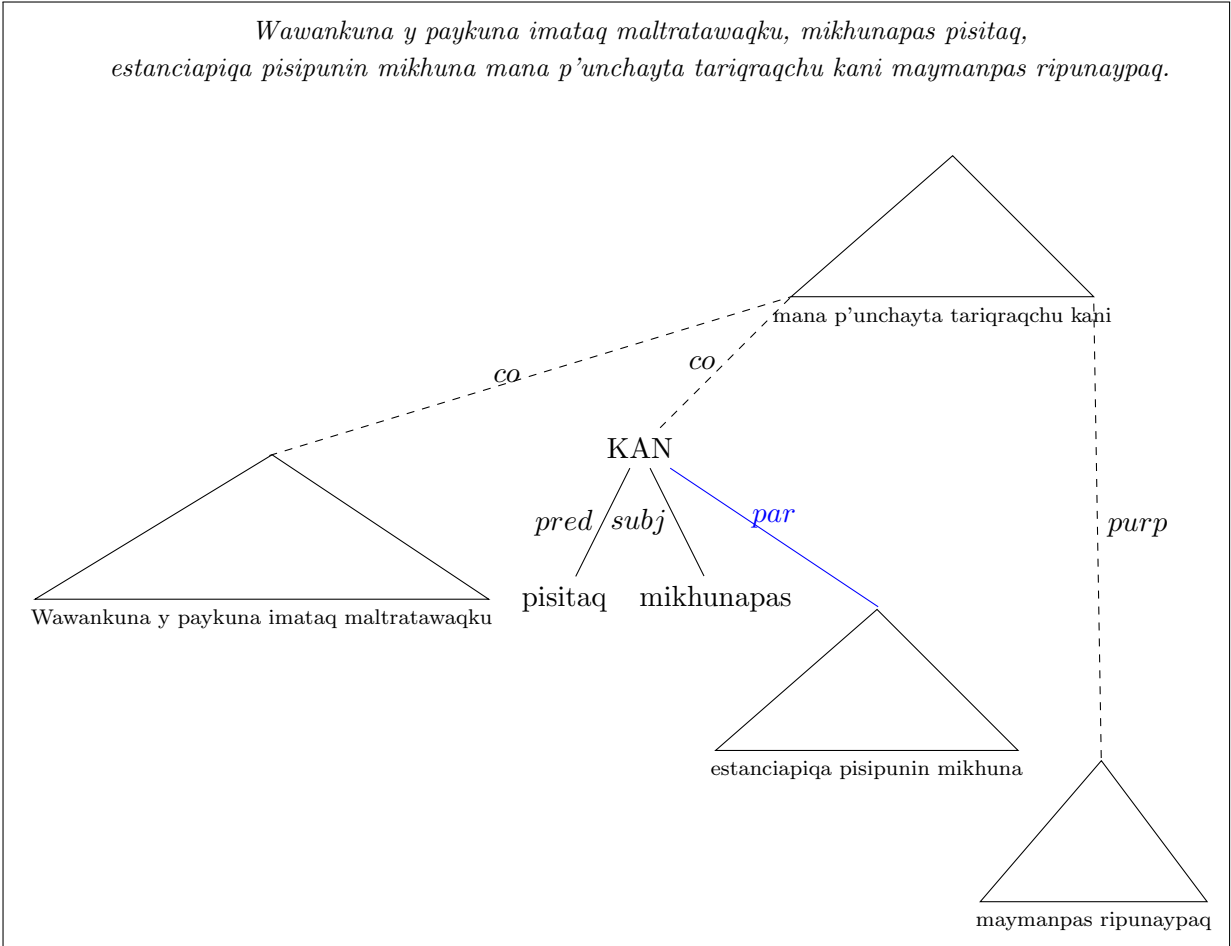 Wawankuna y paykuna imataq maltratawaqku, mikhunapas pisitaq,
estanciapiqa pisipunin mikhuna mana p'unchayta tariqraqchu kani maymanpas ripunaypaq.
mana p'unchayta tariqraqchu kani
co
co
KAN
pred
subj
par
purp
pisitaq
mikhunapas
Wawankuna y paykuna imataq maltratawaqku
estanciapiqa pisipunin mikhuna
maymanpas ripunaypaq